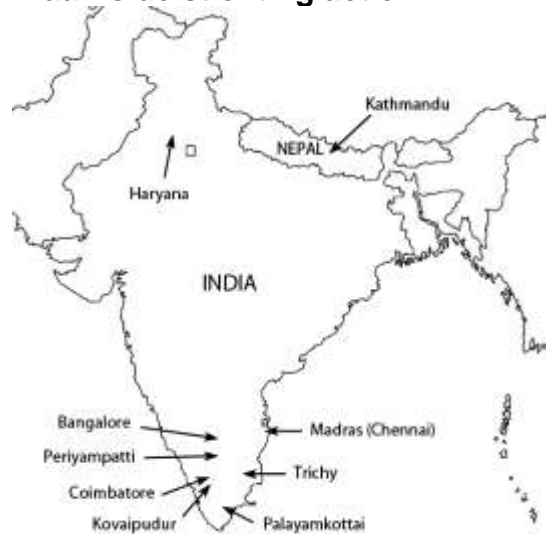 Kathmandu
NEPAL
Haryana
INDIA
Bangalore
Madras (Chennai)
Periyampatti
Trichy
Coimbatore
Kovaipudur
Palayamkottai